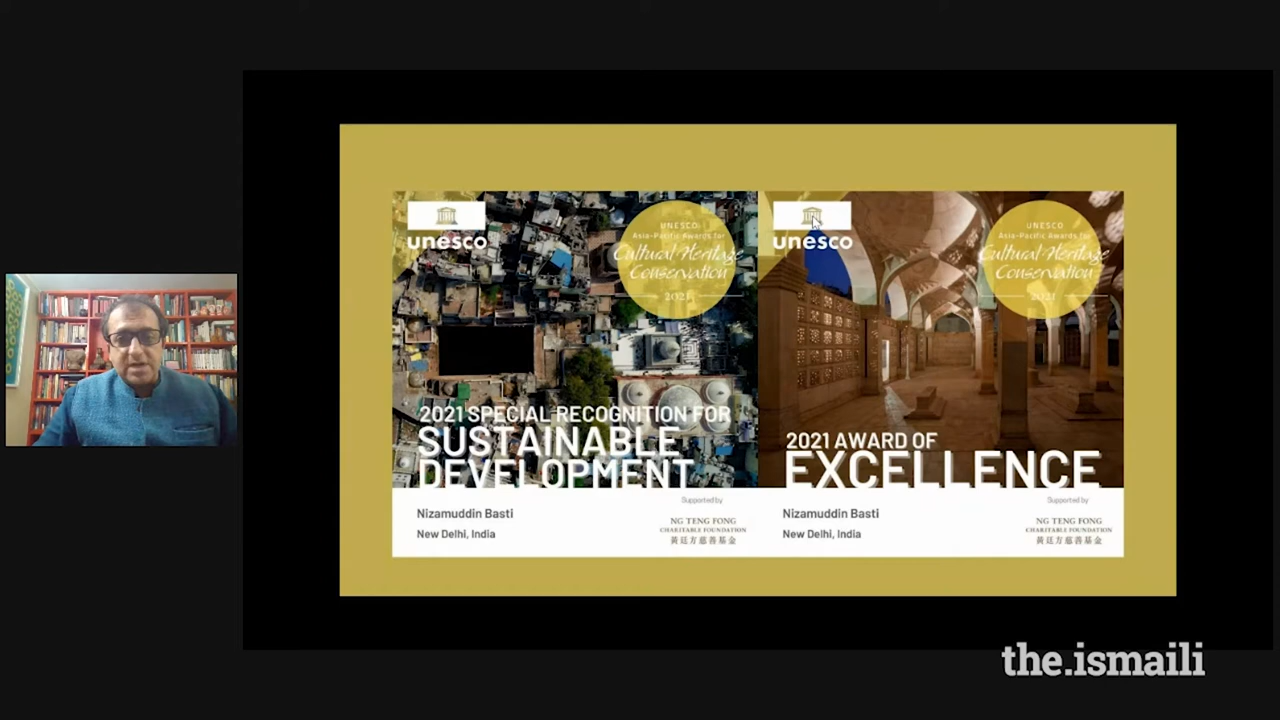 unesco
UNESCO
Asia-Pacific Awards for
Cultural Heritage
Conservation
2021
2021 SPECIAL RECOGNITION FOR
SUSTAINABLE
DEVELOPMENT
Nizamuddin Basti
New Delhi, India
Supported by
NG TENG FONG
CHARITABLE FOUNDATION
黃廷方慈善基金
unesco
UNESCO
Asia-Pacific Awards for
Cultural Heritage
Conservation
2021
2021 AWARD OF
EXCELLENCE
Nizamuddin Basti
New Delhi, India
Supported by
NG TENG FONG
CHARITABLE FOUNDATION
黃廷方慈善基金
the.ismaili